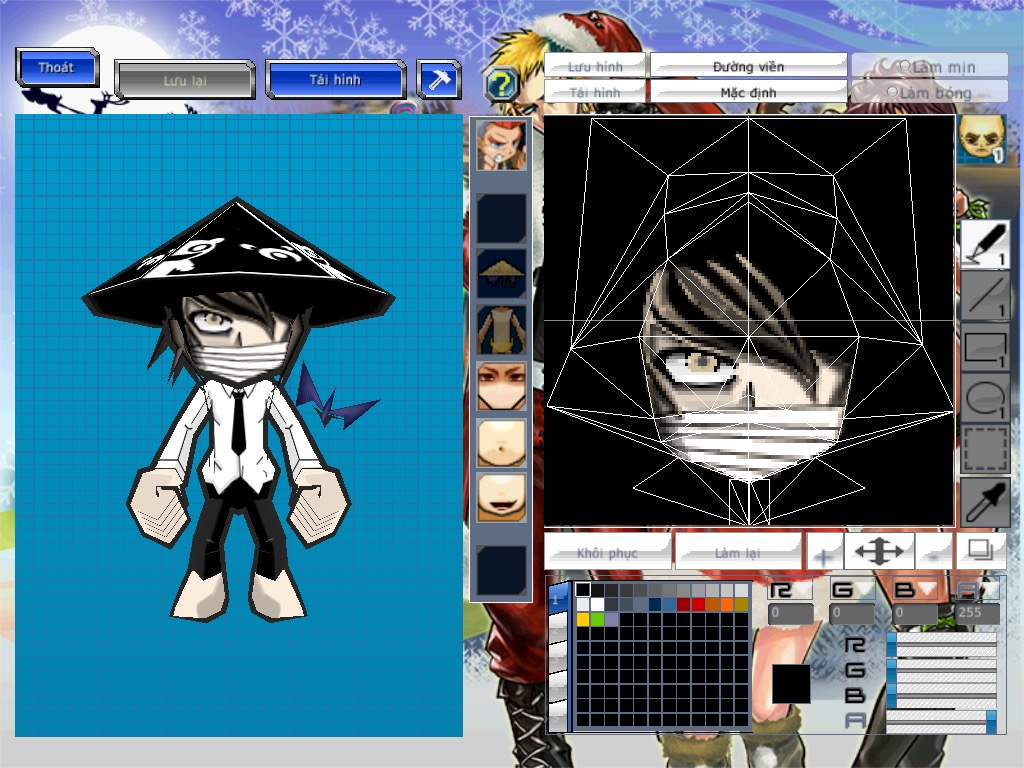 Thoát
Lưu lại
Tải hình
?
Lưu hình
Đường viền
Làm mịn
Tải hình
Mặc định
Làm bóng
1
1
1
1
1
Khôi phục
Làm lại
+
-
1
R
G
B
A
0
0
0
255
R
G
B
A